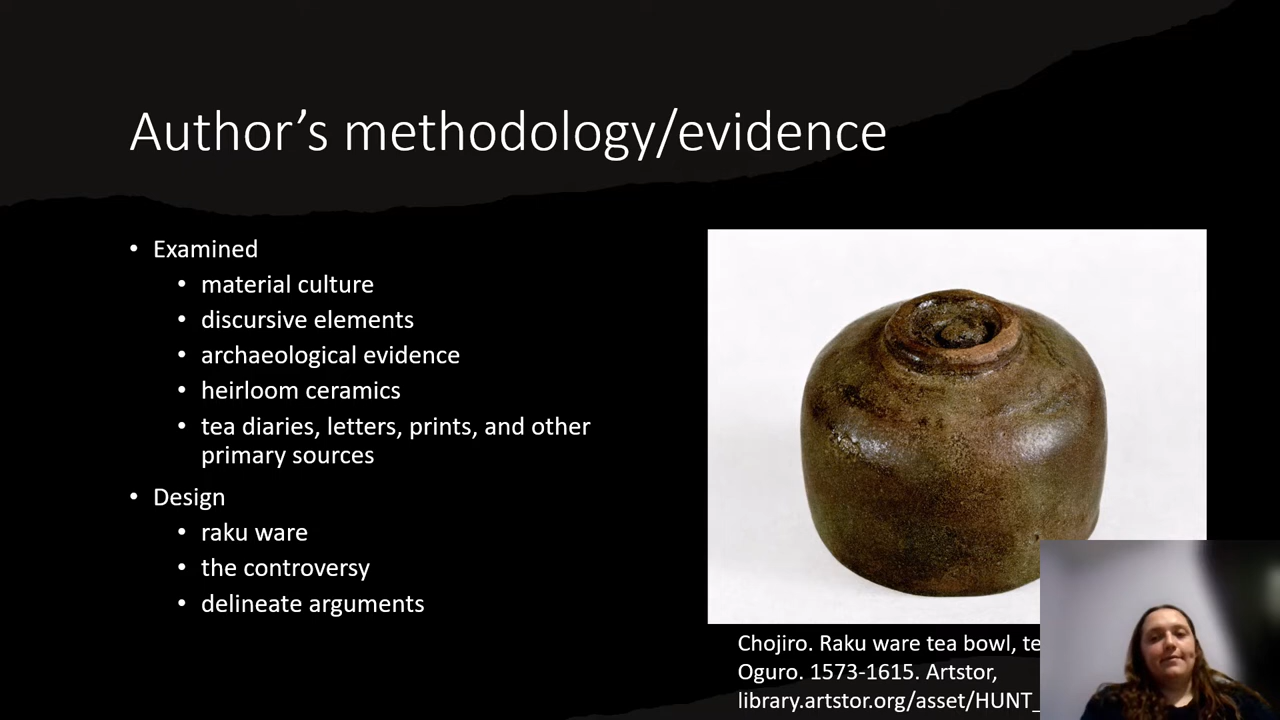 Author’s methodology/evidence
• Examined
• material culture
• discursive elements
• archaeological evidence
• heirloom ceramics
• tea diaries, letters, prints, and other
primary sources
• Design
• raku ware
• the controversy
• delineate arguments
Chojiro. Raku ware tea bowl,
Oguro. 1573-1615. Artstor,
library.artstor.org/asset/HUNT_